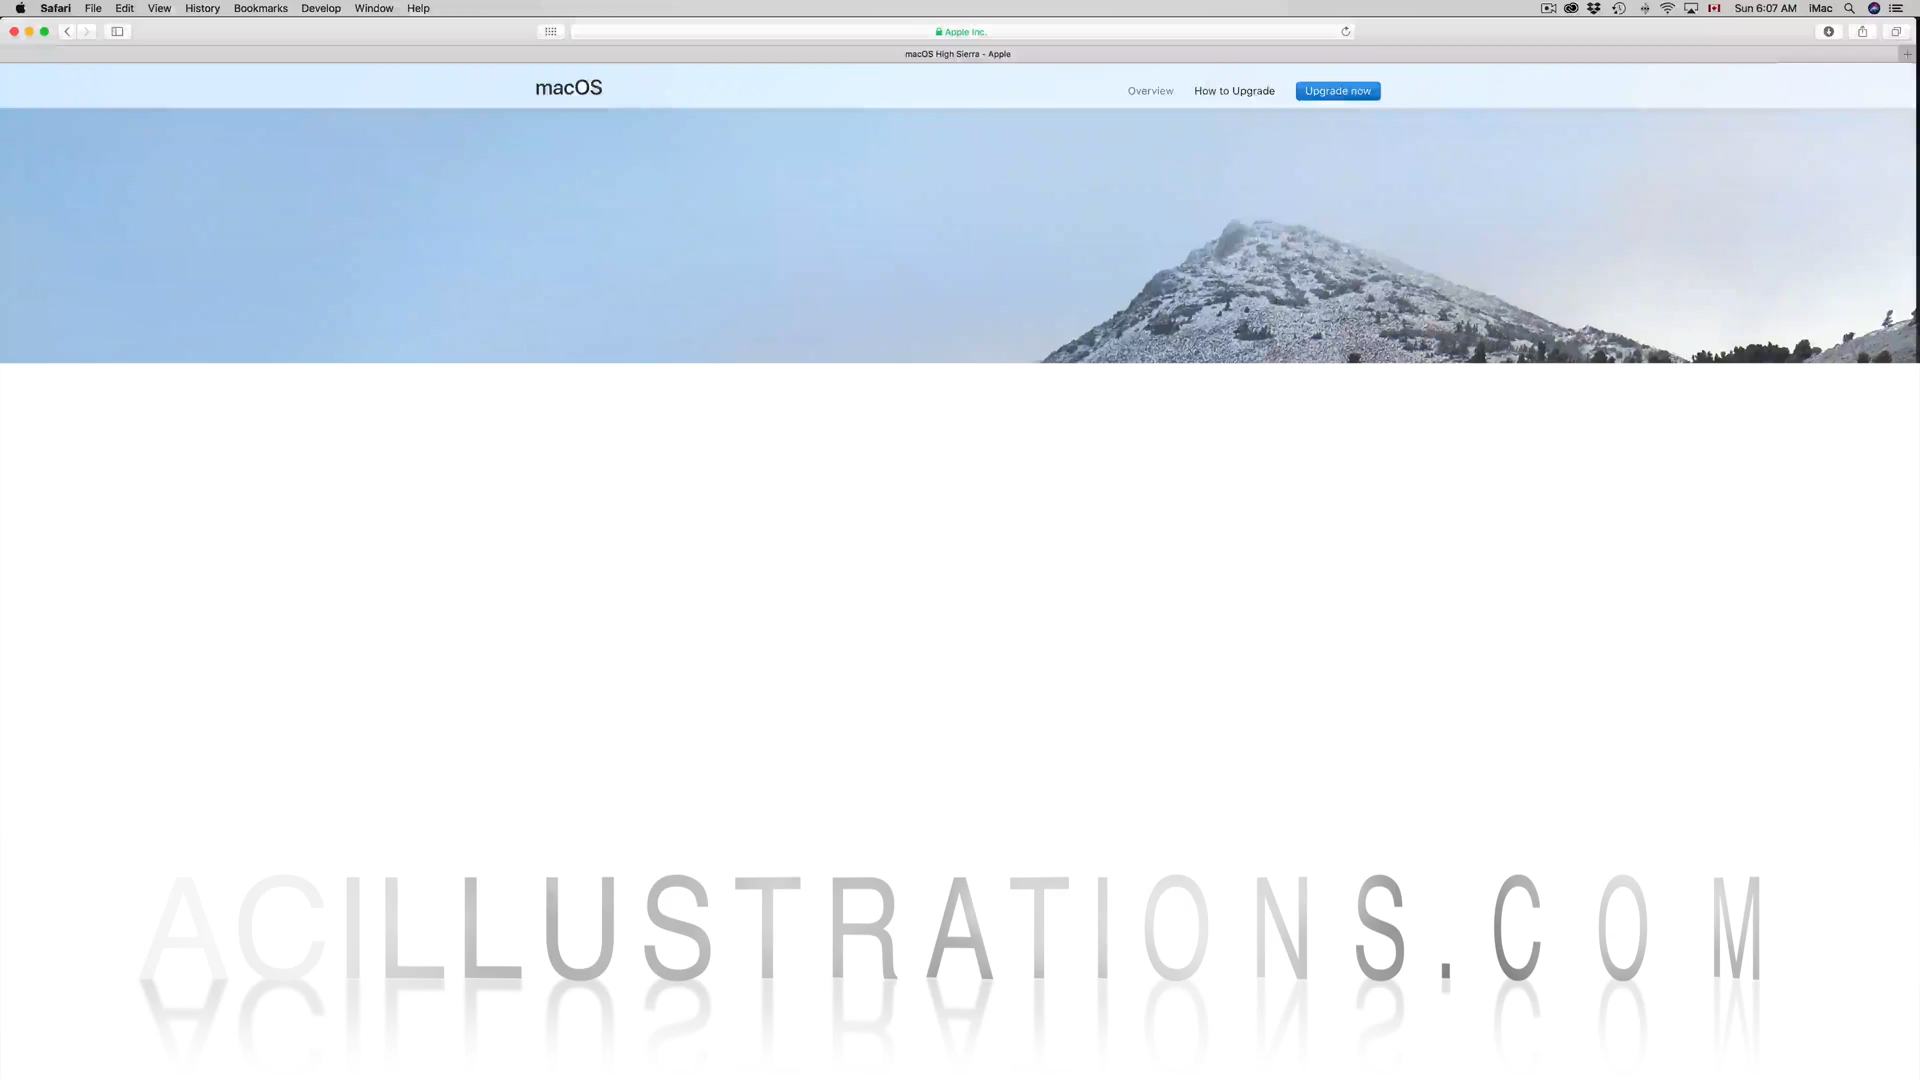 Safari File Edit View History Bookmarks Develop Window Help Sun 6:07 AM iMac
Apple Inc.
macOS High Sierra - Apple
macOS Overview How to Upgrade Upgrade now
ACILLUSTRATIONS.COM